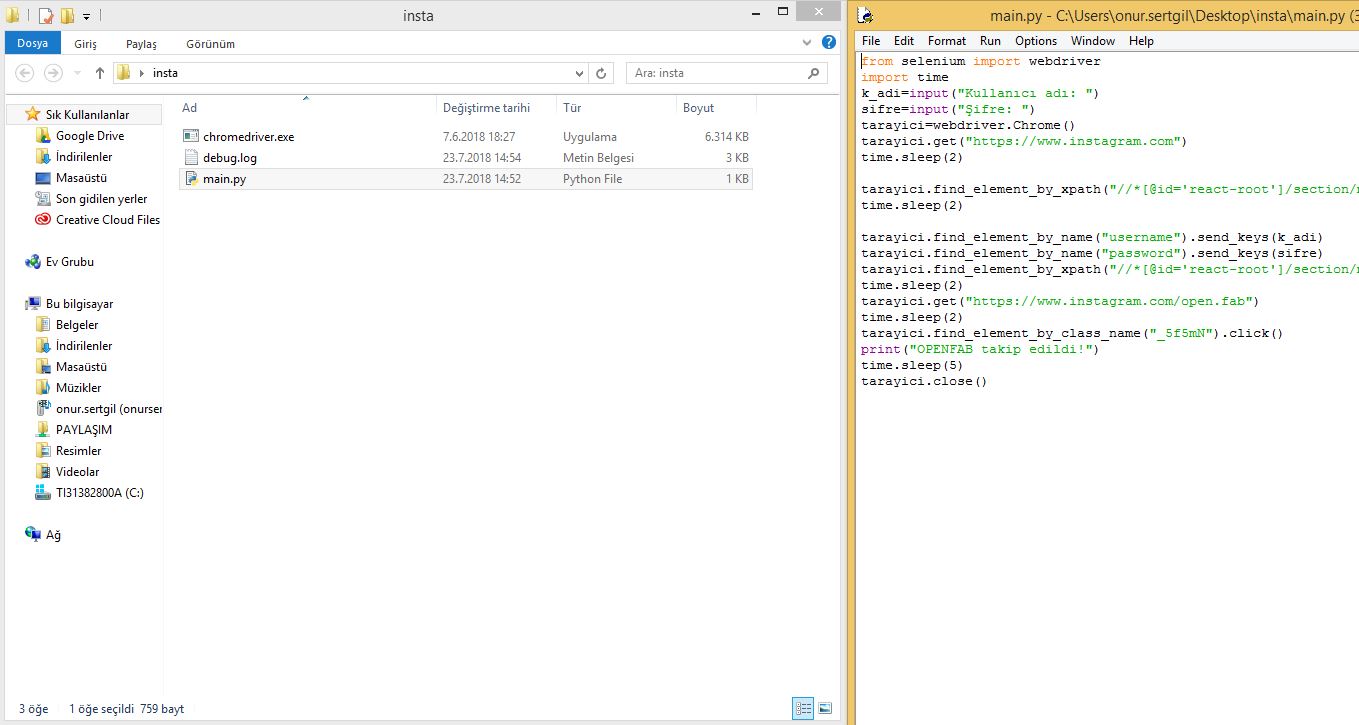 insta
Dosya Giriş Paylaş Görünüm
insta
Ara: insta
Sık Kullanılanlar
Google Drive
İndirilenler
Masaüstü
Son gidilen yerler
Creative Cloud Files
Ev Grubu
Bu bilgisayar
Belgeler
İndirilenler
Masaüstü
Müzikler
onur.sertgil (onurser
PAYLAŞIM
Resimler
Videolar
TI31382800A (C:)
Ağ
Ad Değiştirme tarihi Tür Boyut
chromedriver.exe 7.6.2018 18:27 Uygulama 6.314 KB
debug.log 23.7.2018 14:54 Metin Belgesi 3 KB
main.py 23.7.2018 14:52 Python File 1 KB
3 öğe 1 öğe seçildi 759 bayt
main.py - C:\Users\onur.sertgil\Desktop\insta\main.py (3
File Edit Format Run Options Window Help
from selenium import webdriver
import time
k_adi=input("Kullanıcı adı: ")
sifre=input("Şifre: ")
tarayici=webdriver.Chrome()
tarayici.get("https://www.instagram.com")
time.sleep(2)
tarayici.find_element_by_xpath("//*[@id='react-root']/section/
time.sleep(2)
tarayici.find_element_by_name("username").send_keys(k_adi)
tarayici.find_element_by_name("password").send_keys(sifre)
tarayici.find_element_by_xpath("//*[@id='react-root']/section/
time.sleep(2)
tarayici.get("https://www.instagram.com/open.fab")
time.sleep(2)
tarayici.find_element_by_class_name("_5f5mN").click()
print("OPENFAB takip edildi!")
time.sleep(5)
tarayici.close()